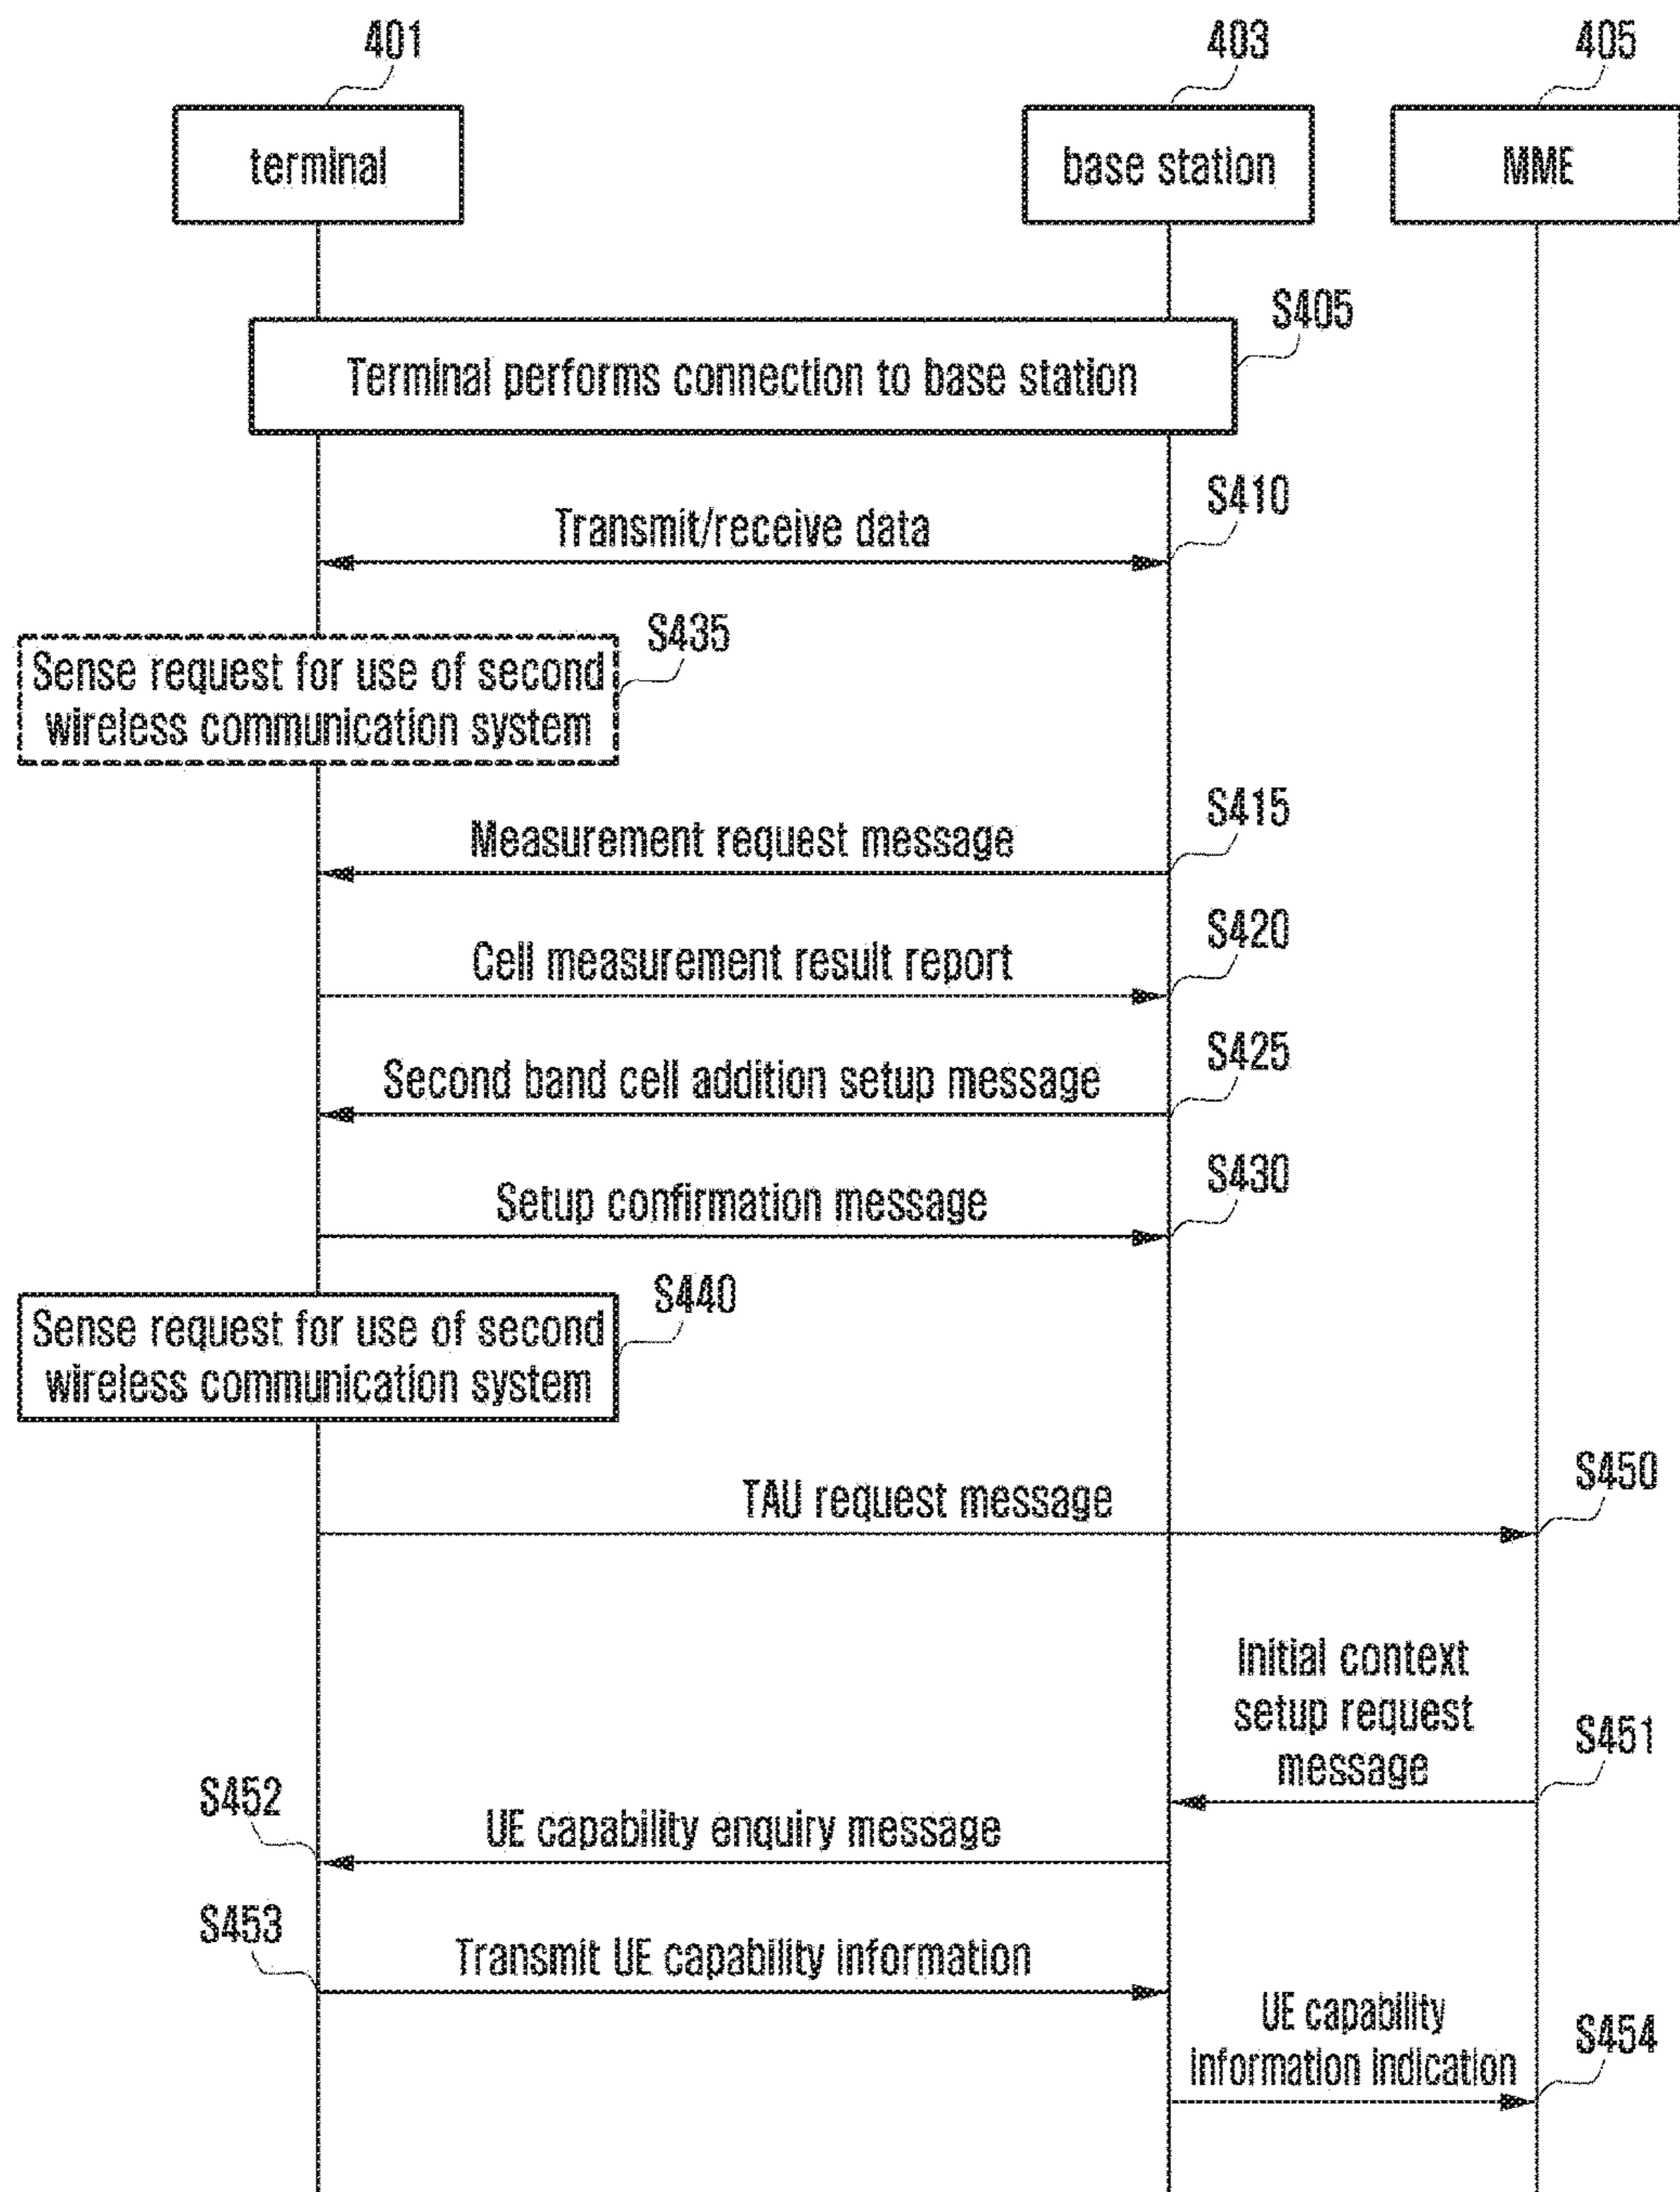 401
403
405
terminal
base station
MME
S405
Terminal performs connection to base station
S410
Transmit/receive data
S435
Sense request for use of second
wireless communication system
S415
Measurement request message
S420
Cell measurement result report
S425
Second band cell addition setup message
S430
Setup confirmation message
S440
Sense request for use of second
wireless communication system
S450
TAU request message
Initial context
setup request
message
S451
S452
UE capability enquiry message
S453
Transmit UE capability information
UE capability
information indication
S454